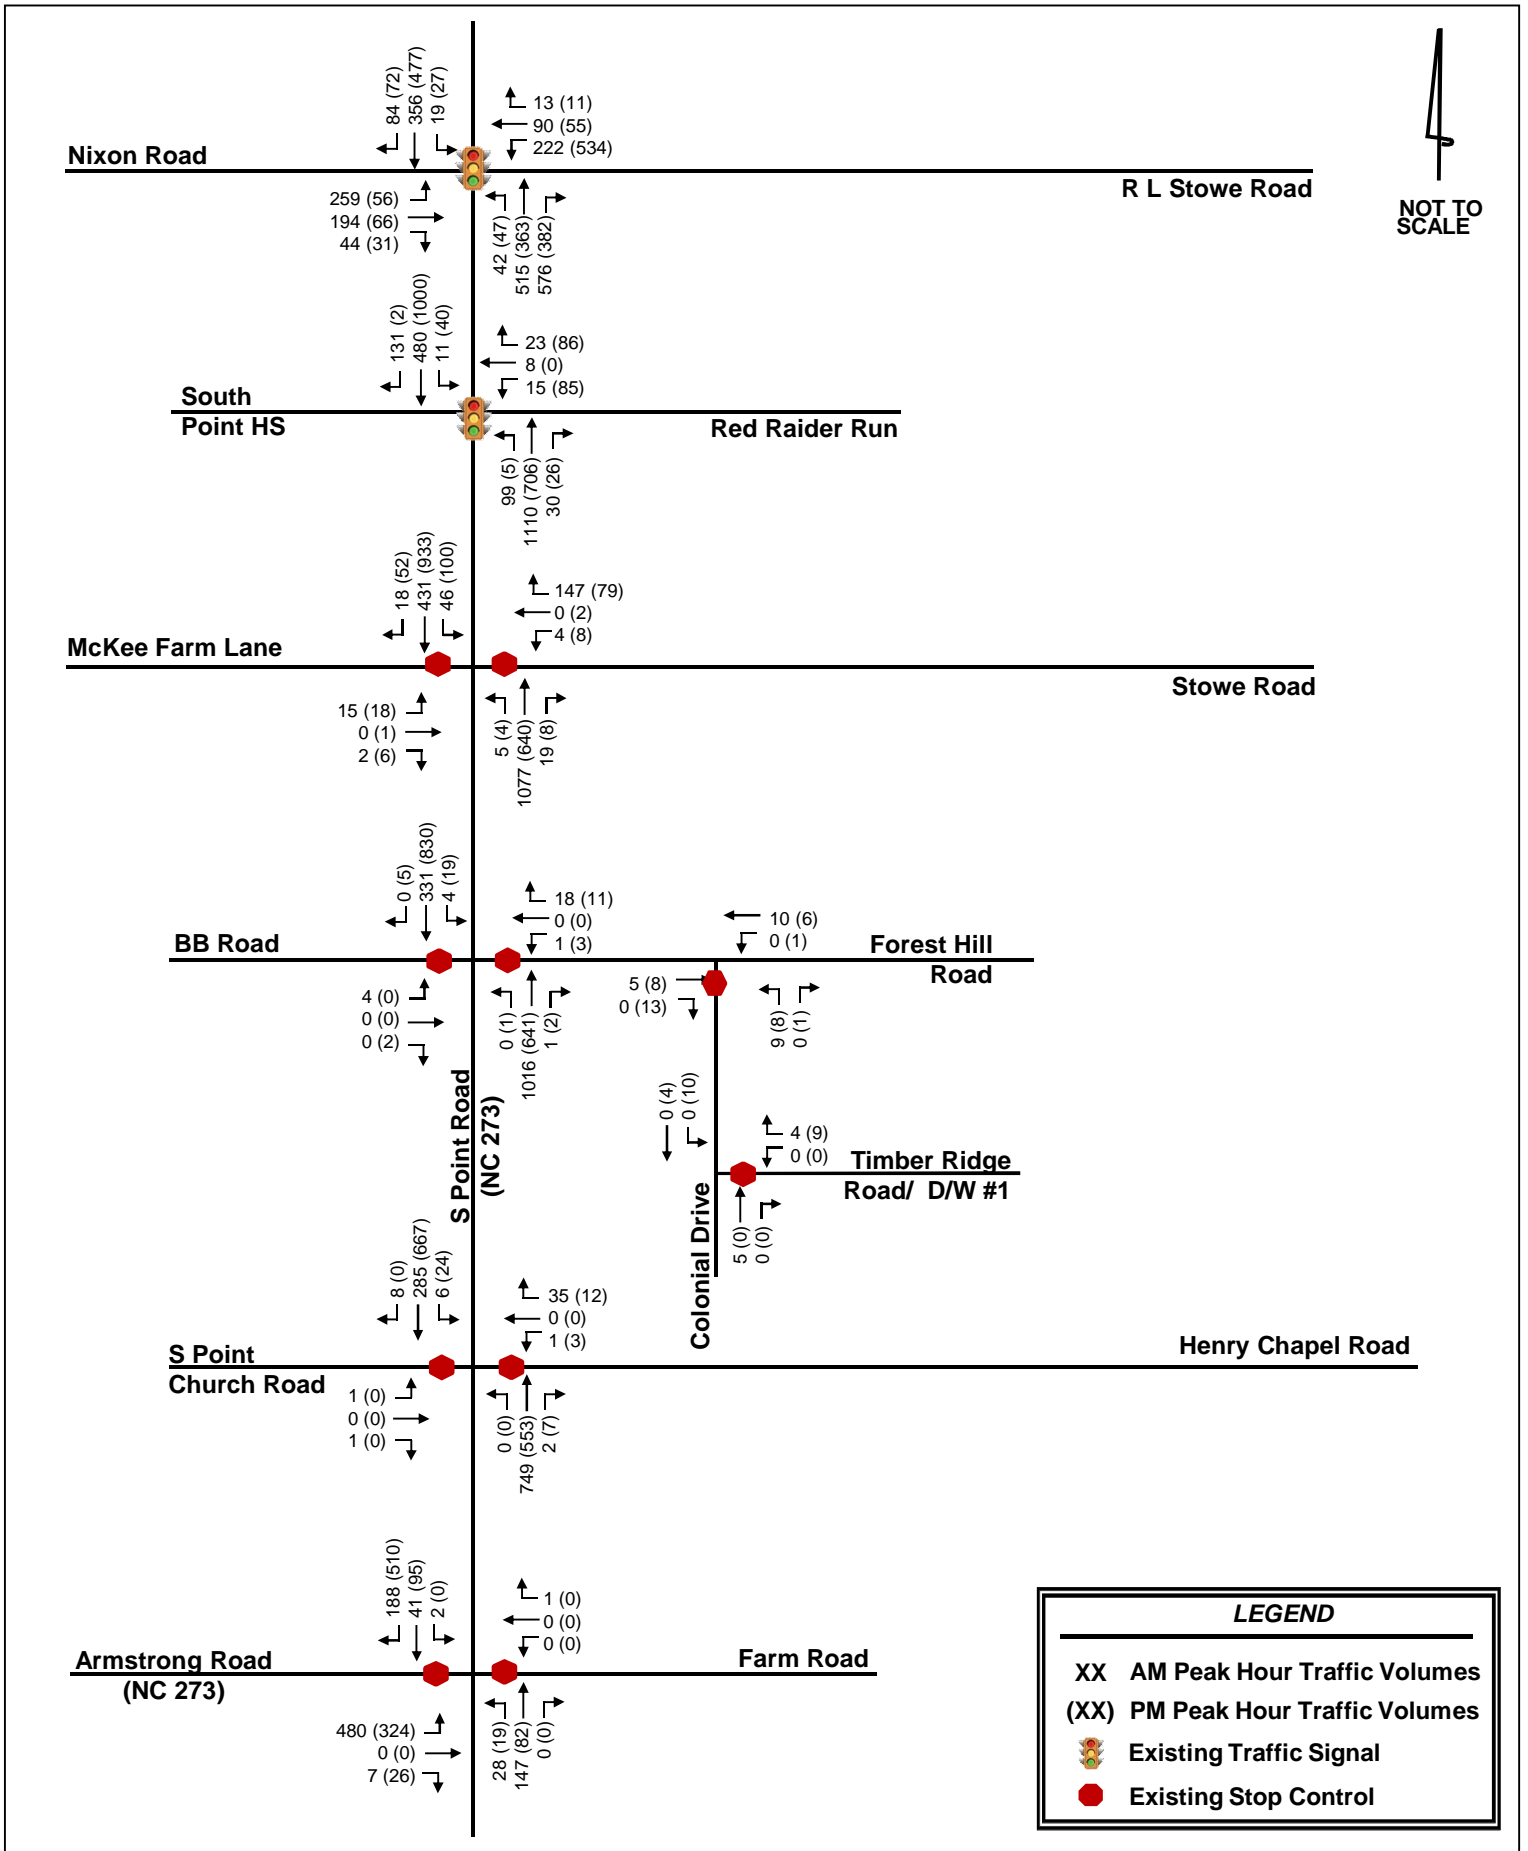 84 (72)
356 (477)
19 (27)
13 (11)
90 (55)
222 (534)
Nixon Road
R L Stowe Road
NOT TO
SCALE
259 (56)
194 (66)
44 (31)
42 (47)
515 (363)
576 (382)
131 (2)
480 (1000)
11 (40)
23 (86)
8 (0)
15 (85)
South
Point HS
Red Raider Run
99 (5)
1110 (706)
30 (26)
18 (52)
431 (933)
46 (100)
147 (79)
0 (2)
4 (8)
McKee Farm Lane
Stowe Road
15 (18)
0 (1)
2 (6)
5 (4)
1077 (640)
19 (8)
0 (5)
331 (830)
4 (19)
18 (11)
0 (0)
1 (3)
10 (6)
0 (1)
BB Road
Forest Hill
Road
4 (0)
0 (0)
0 (2)
0 (1)
1016 (641)
1 (2)
5 (8)
0 (13)
9 (8)
0 (1)
S Point Road
(NC 273)
0 (4)
0 (10)
4 (9)
0 (0)
Timber Ridge
Road/ D/W #1
Colonial Drive
5 (0)
0 (0)
8 (0)
285 (667)
6 (24)
35 (12)
0 (0)
1 (3)
S Point
Church Road
Henry Chapel Road
1 (0)
0 (0)
1 (0)
0 (0)
749 (553)
2 (7)
188 (510)
41 (95)
2 (0)
1 (0)
0 (0)
0 (0)
Armstrong Road
(NC 273)
Farm Road
480 (324)
0 (0)
7 (26)
28 (19)
147 (82)
0 (0)
LEGEND
XX AM Peak Hour Traffic Volumes
(XX) PM Peak Hour Traffic Volumes
Existing Traffic Signal
Existing Stop Control